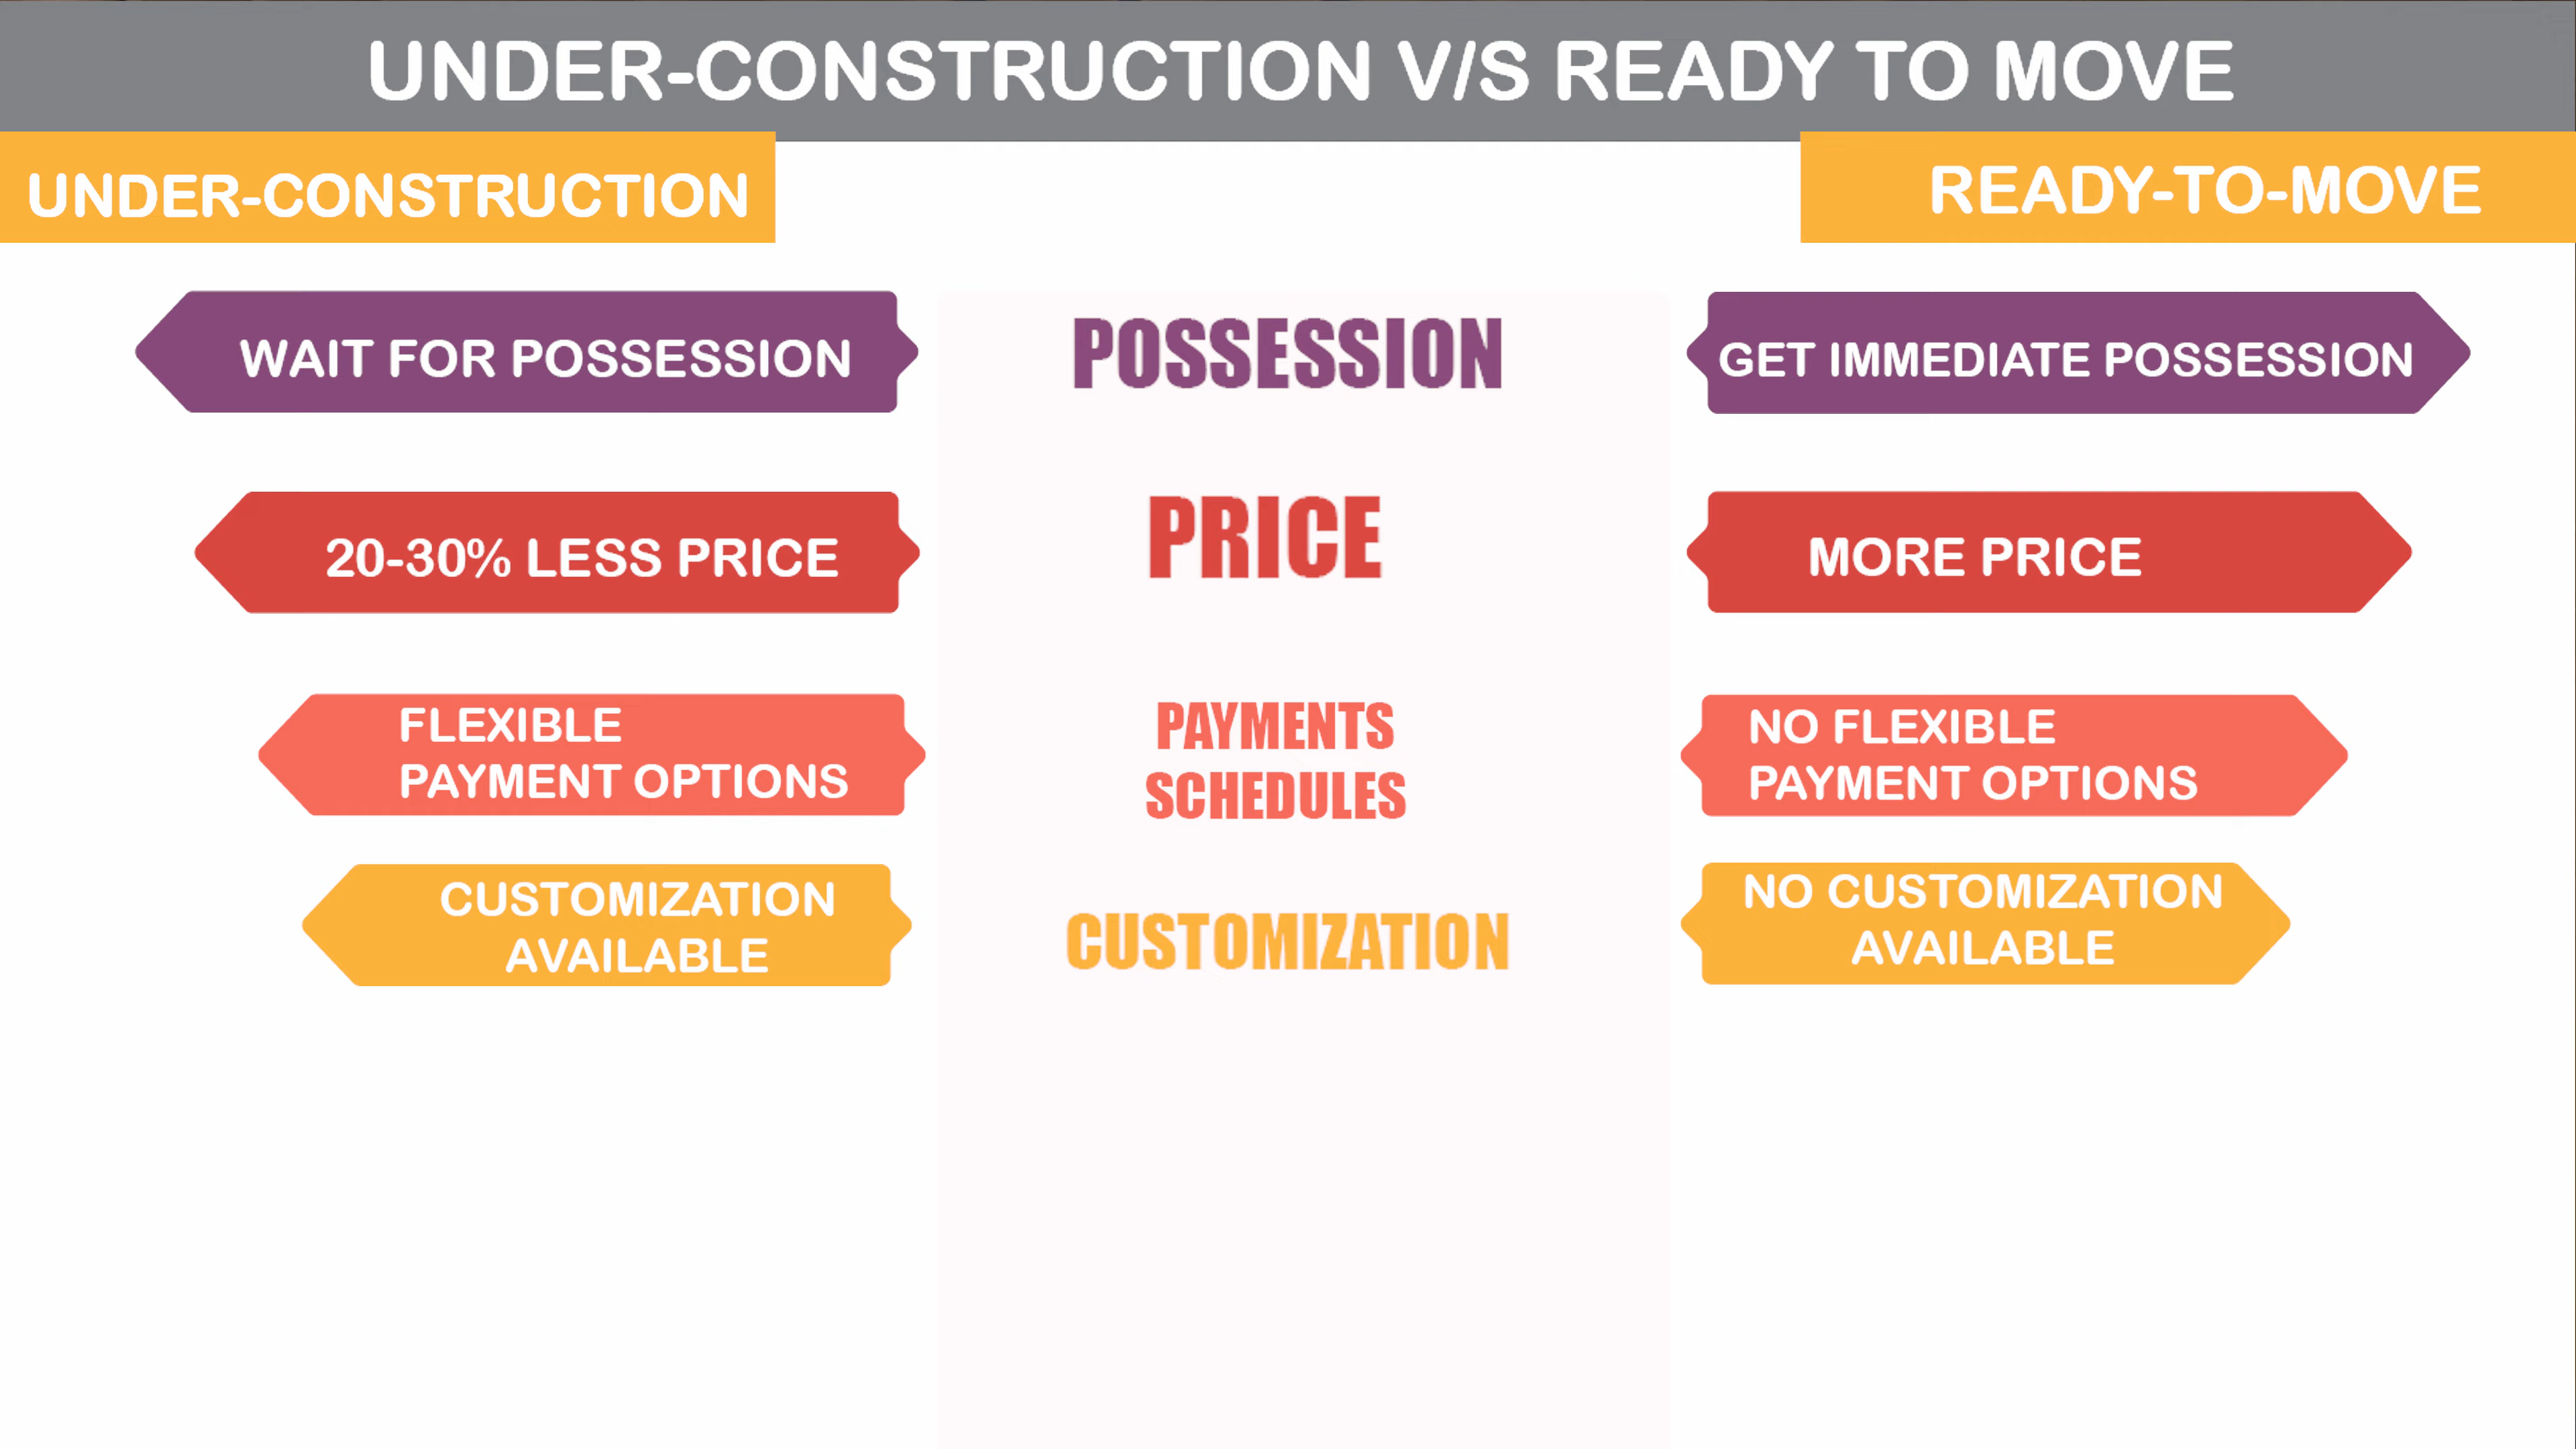 UNDER-CONSTRUCTION V/S READY TO MOVE
UNDER-CONSTRUCTION
READY-TO-MOVE
WAIT FOR POSSESSION
POSSESSION
GET IMMEDIATE POSSESSION
20-30% LESS PRICE
PRICE
MORE PRICE
FLEXIBLE
PAYMENT OPTIONS
PAYMENTS
SCHEDULES
NO FLEXIBLE
PAYMENT OPTIONS
CUSTOMIZATION
AVAILABLE
CUSTOMIZATION
NO CUSTOMIZATION
AVAILABLE